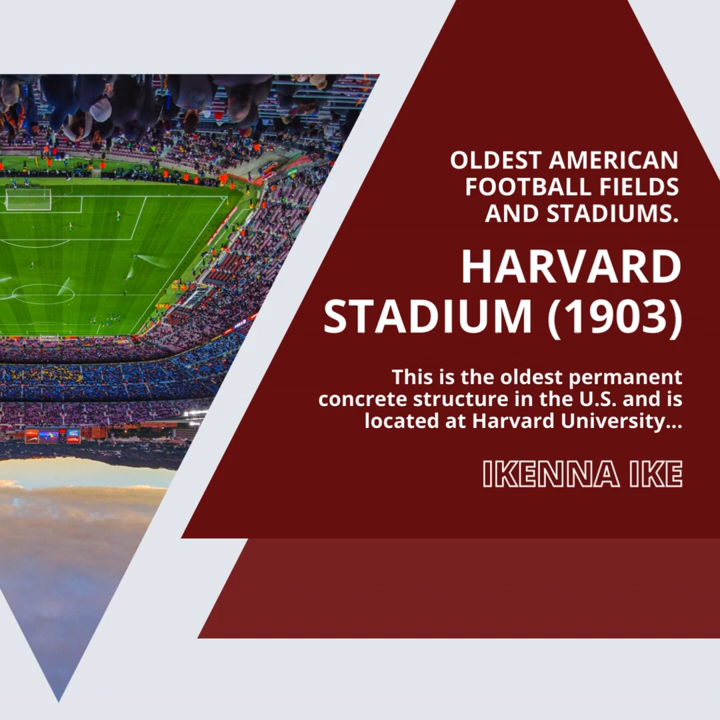 OLDEST AMERICAN
FOOTBALL FIELDS
AND STADIUMS.
HARVARD
STADIUM (1903)
This is the oldest permanent
concrete structure in the U.S. and is
located at Harvard University...
IKENNA IKE